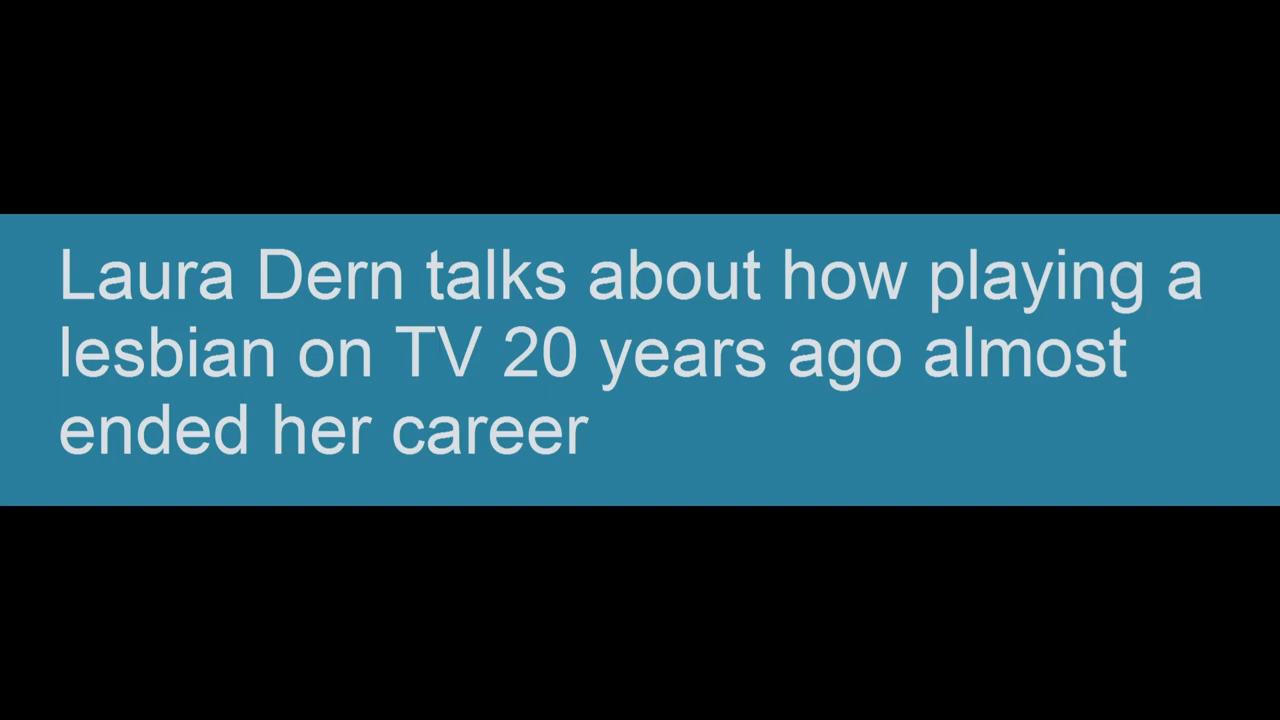 Laura Dern talks about how playing a
lesbian on TV 20 years ago almost
ended her career